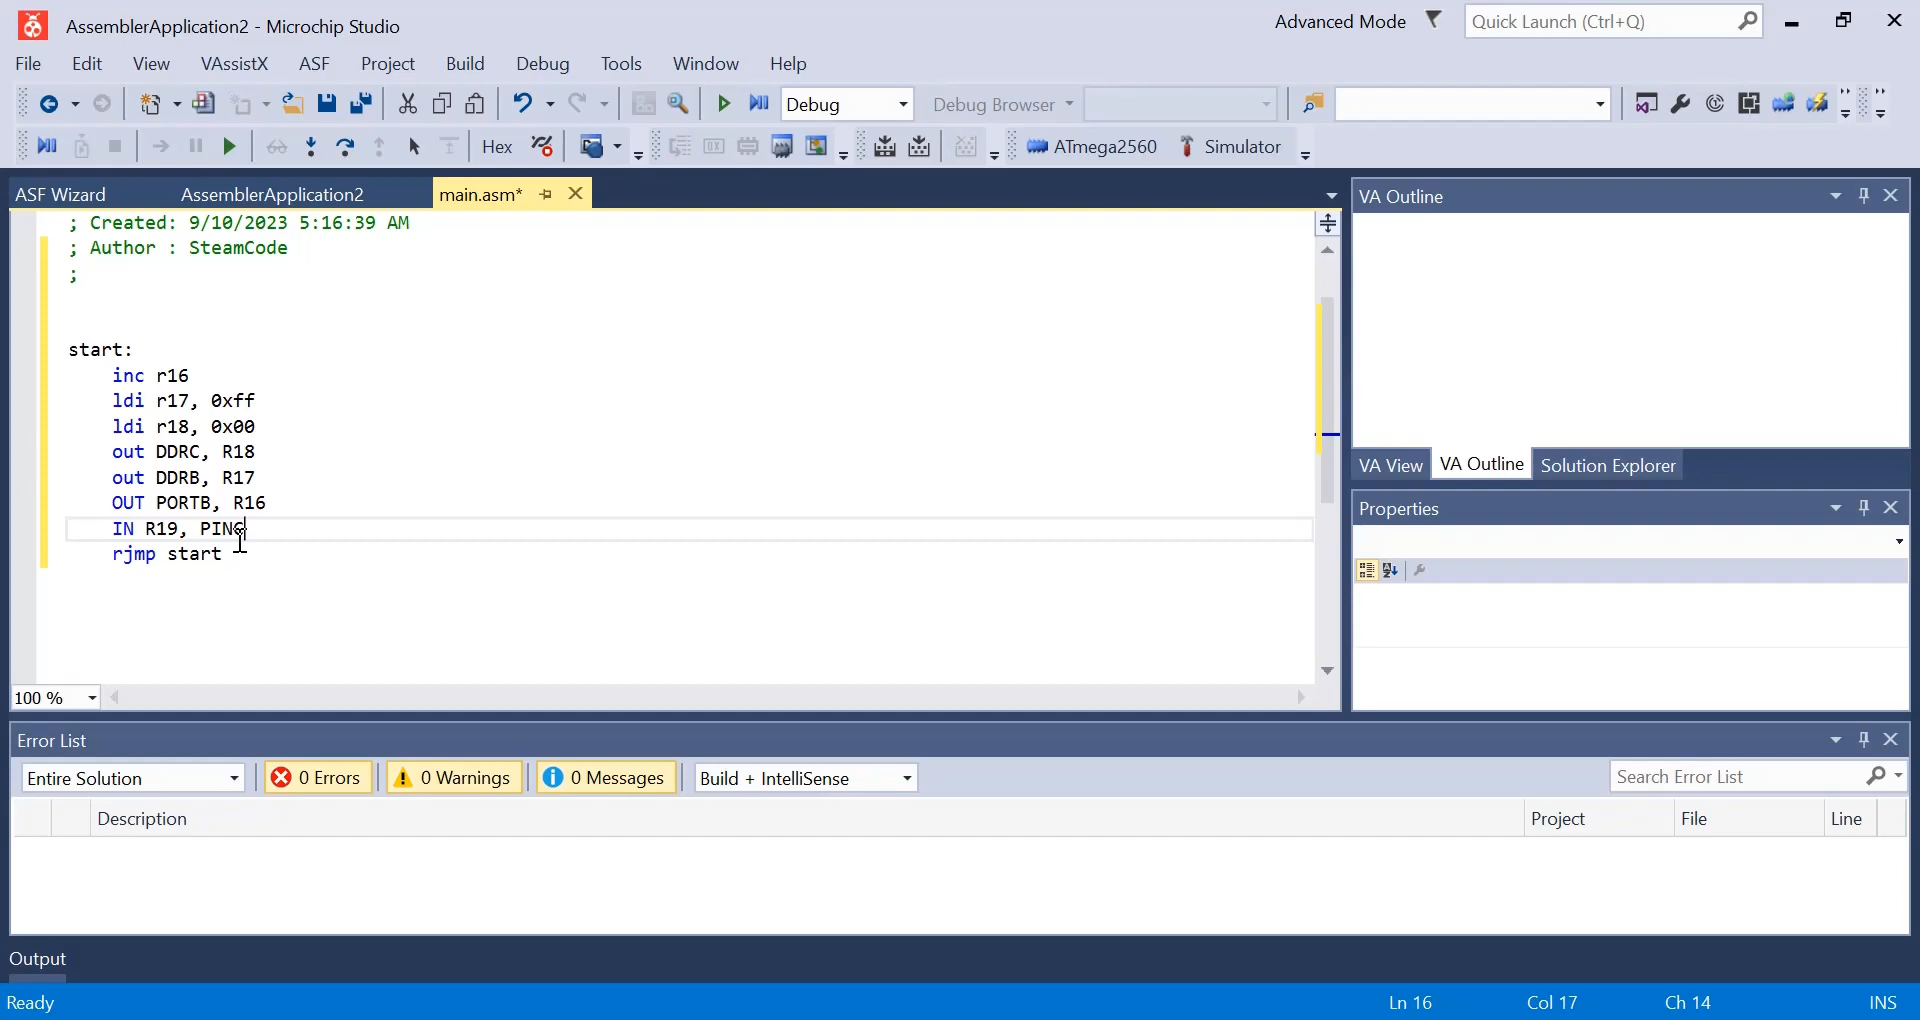 AssemblerApplication2 - Microchip Studio
Advanced Mode
Quick Launch (Ctrl+Q)
File Edit View VAssistX ASF Project Build Debug Tools Window Help
Debug
Debug Browser
Hex
ATmega2560
Simulator
ASF Wizard
AssemblerApplication2
main.asm*
; Created: 9/10/2023 5:16:39 AM
; Author : SteamCode
;
start:
inc r16
ldi r17, 0xff
ldi r18, 0x00
out DDRC, R18
out DDRB, R17
OUT PORTB, R16
IN R19, PINC
rjmp start
100 %
VA Outline
VA View
VA Outline
Solution Explorer
Properties
Error List
Entire Solution
0 Errors
0 Warnings
0 Messages
Build + IntelliSense
Search Error List
Description
Project
File
Line
Output
Ready
Ln 16
Col 17
Ch 14
INS